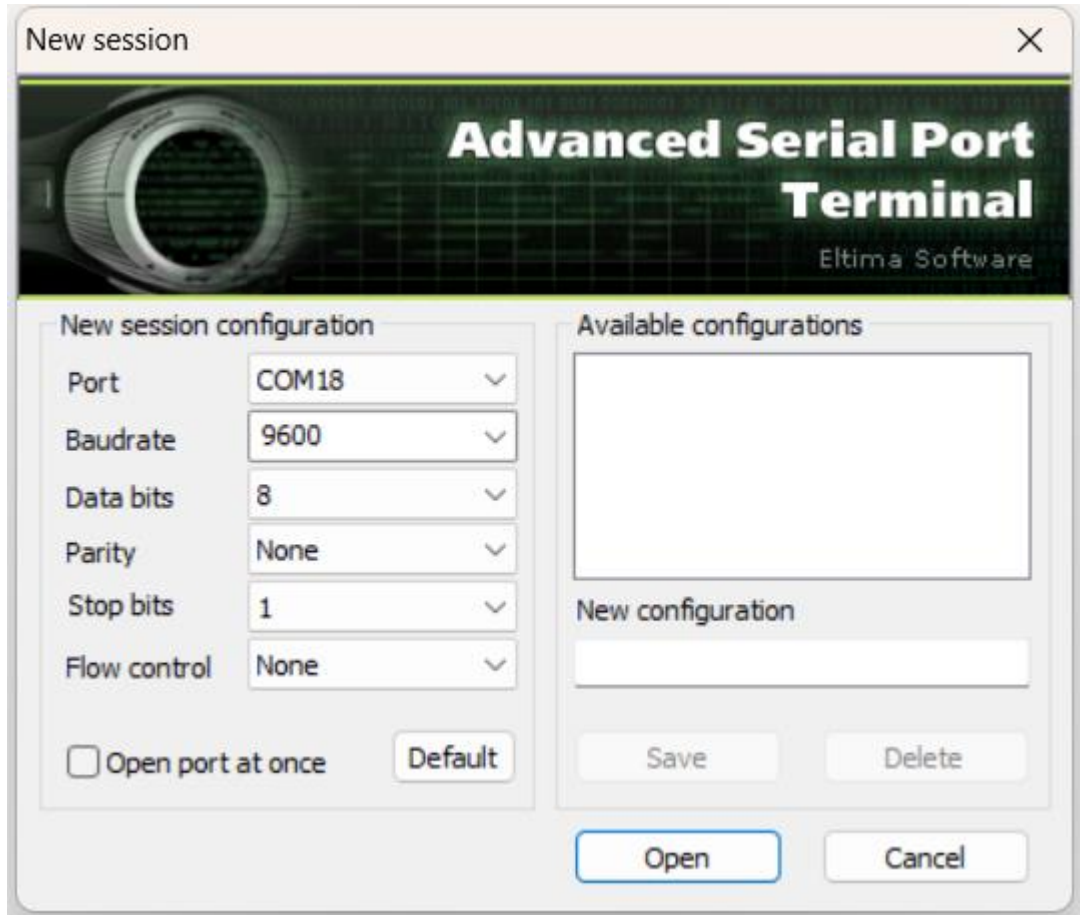 New session
Advanced Serial Port
Terminal
Eltima Software
New session configuration
Port COM18
Baudrate 9600
Data bits 8
Parity None
Stop bits 1
Flow control None
Open port at once Default
Available configurations
New configuration
Save Delete
Open Cancel